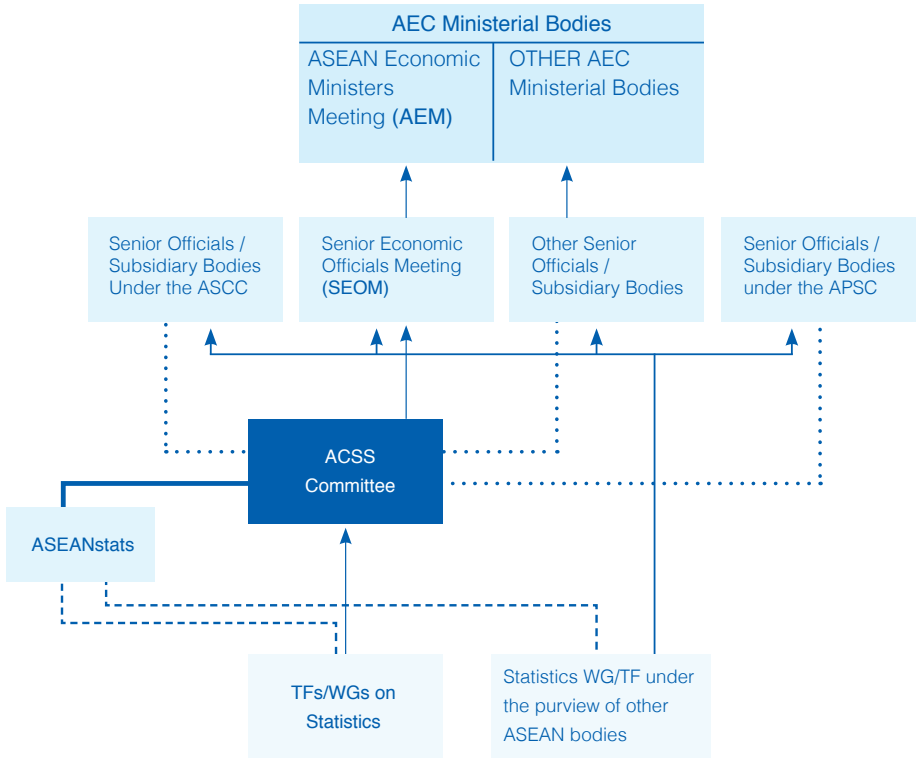 AEC Ministerial Bodies
ASEAN Economic
Ministers
Meeting (AEM)
OTHER AEC
Ministerial Bodies
Senior Officials /
Subsidiary Bodies
Under the ASCC
Senior Economic
Officials Meeting
(SEOM)
Other Senior
Officials /
Subsidiary Bodies
Senior Officials /
Subsidiary Bodies
under the APSC
ACSS
Committee
ASEANstats
TFs/WGs on
Statistics
Statistics WG/TF under
the purview of other
ASEAN bodies